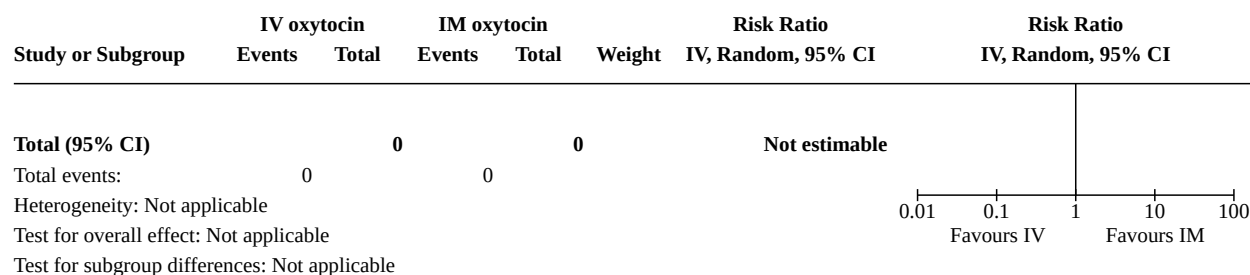 IV oxytocin IM oxytocin Risk Ratio Risk Ratio
Study or Subgroup Events Total Events Total Weight IV, Random, 95% CI IV, Random, 95% CI
Total (95% CI) 0 0 Not estimable
Total events: 0 0
Heterogeneity: Not applicable
0.01 0.1 1 10 100
Test for overall effect: Not applicable Favours IV Favours IM
Test for subgroup differences: Not applicable